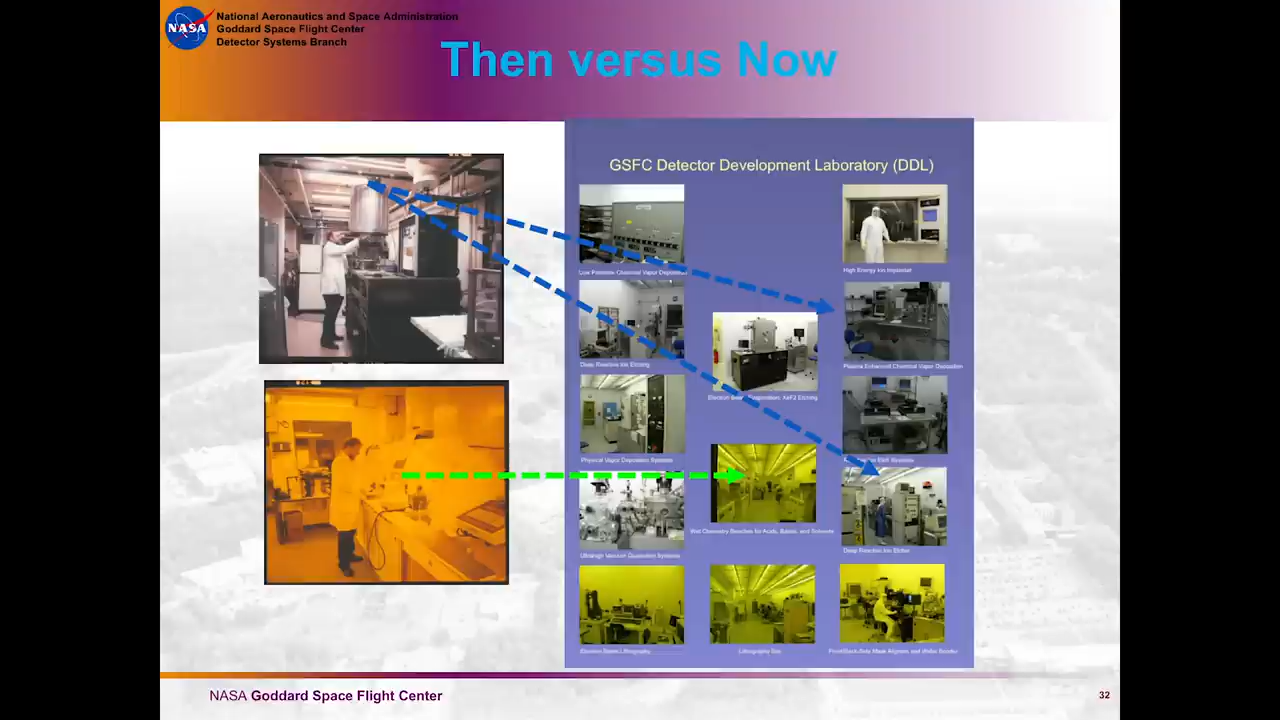 National Aeronautics and Space Administration
Goddard Space Flight Center
Detector Systems Branch
NASA
Then versus Now
GSFC Detector Development Laboratory (DDL)
Low Pressure Chemical Vapor Deposition
High Energy Ion Implanter
Deep Reactive Ion Etching
Plasma Enhanced Chemical Vapor Deposition
Electron Beam Evaporation, XeF2 Etching
Physical Vapor Deposition Systems
Wet Chemistry Benches for Acids, Bases, and Solvents
Ultrahigh Vacuum Deposition Systems
Deep Reactive Ion Etcher
Electron Beam Lithography
Lithography Bay
Front/Back-Side Mask Aligners and Wafer Bonder
NASA Goddard Space Flight Center
32